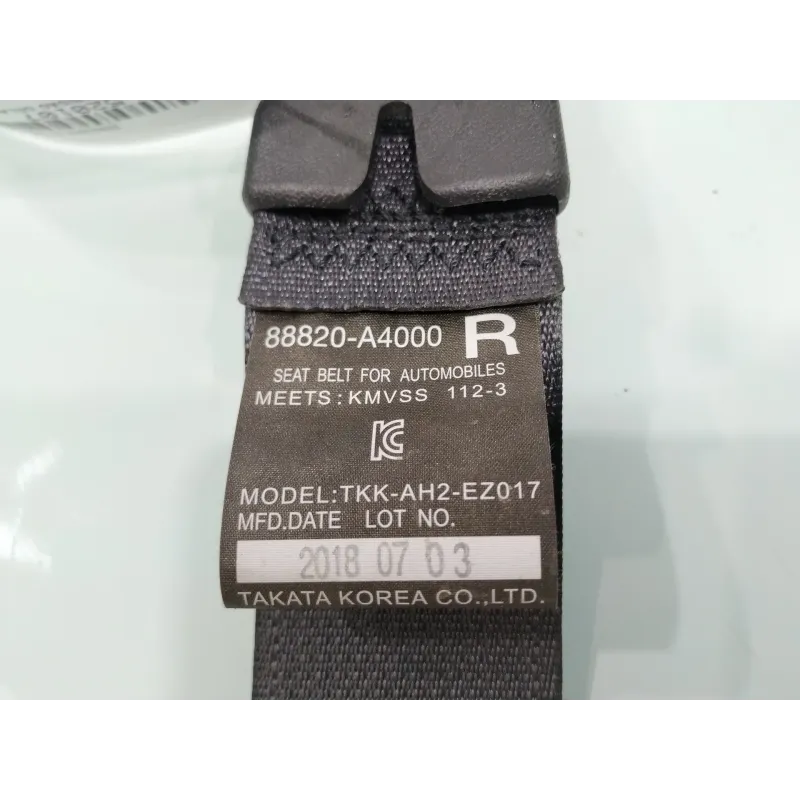 88820-A4000 R
SEAT BELT FOR AUTOMOBILES
MEETS: KMVSS 112-3
KC
MODEL:TKK-AH2-EZ017
MFD.DATE LOT NO.
2018 07 03
TAKATA KOREA CO.,LTD.